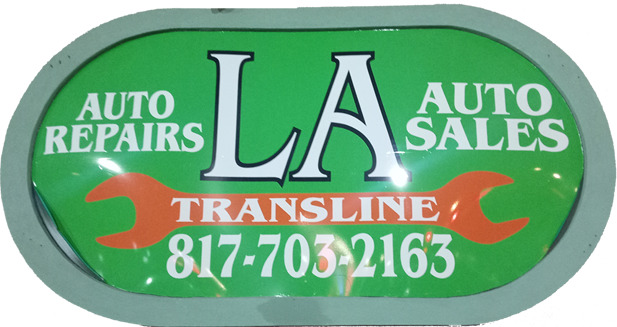 LA
AUTO REPAIRS
AUTO SALES
TRANSLINE
817-703-2163